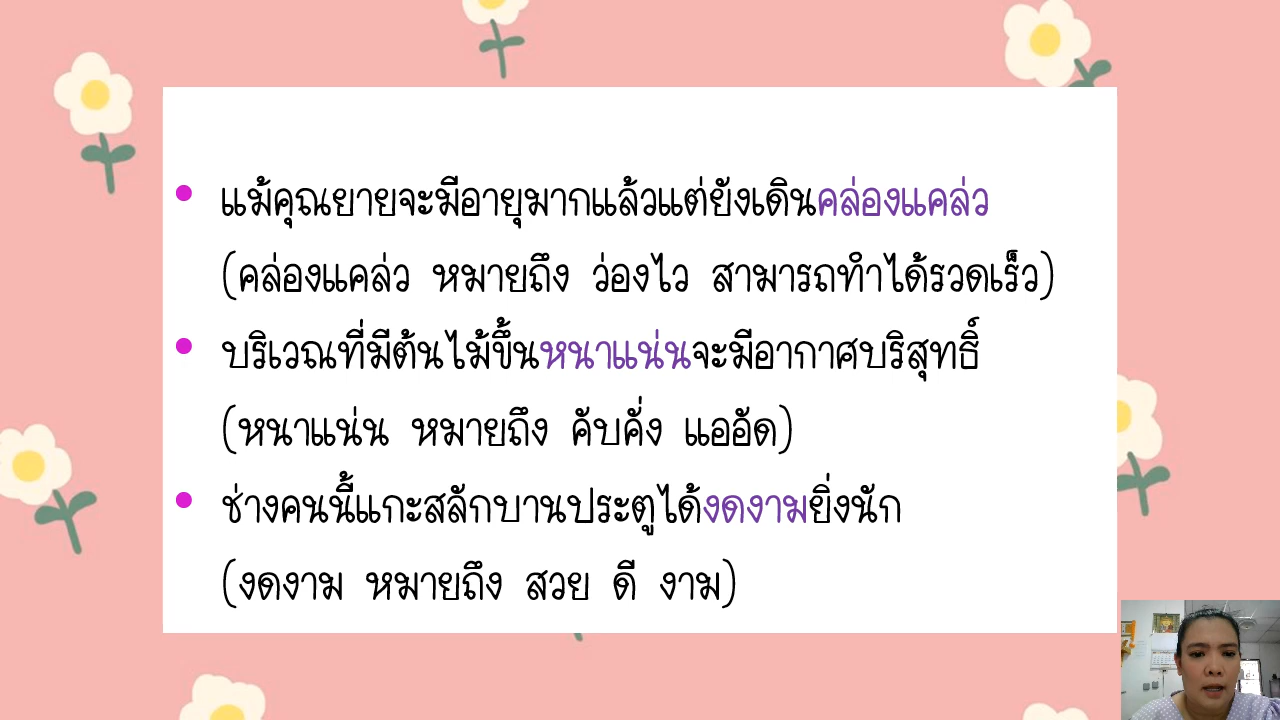 • แม้คุณยายจะมีอายุมากแล้วแต่ยังเดินคล่องแคล่ว
(คล่องแคล่ว หมายถึง ว่องไว สามารถทำได้รวดเร็ว)
• บริเวณที่มีต้นไม้ขึ้นหนาแน่นจะมีอากาศบริสุทธิ์
(หนาแน่น หมายถึง คับคั่ง แออัด)
• ช่างคนนี้แกะสลักบานประตูได้งดงามยิ่งนัก
(งดงาม หมายถึง สวย ดี งาม)